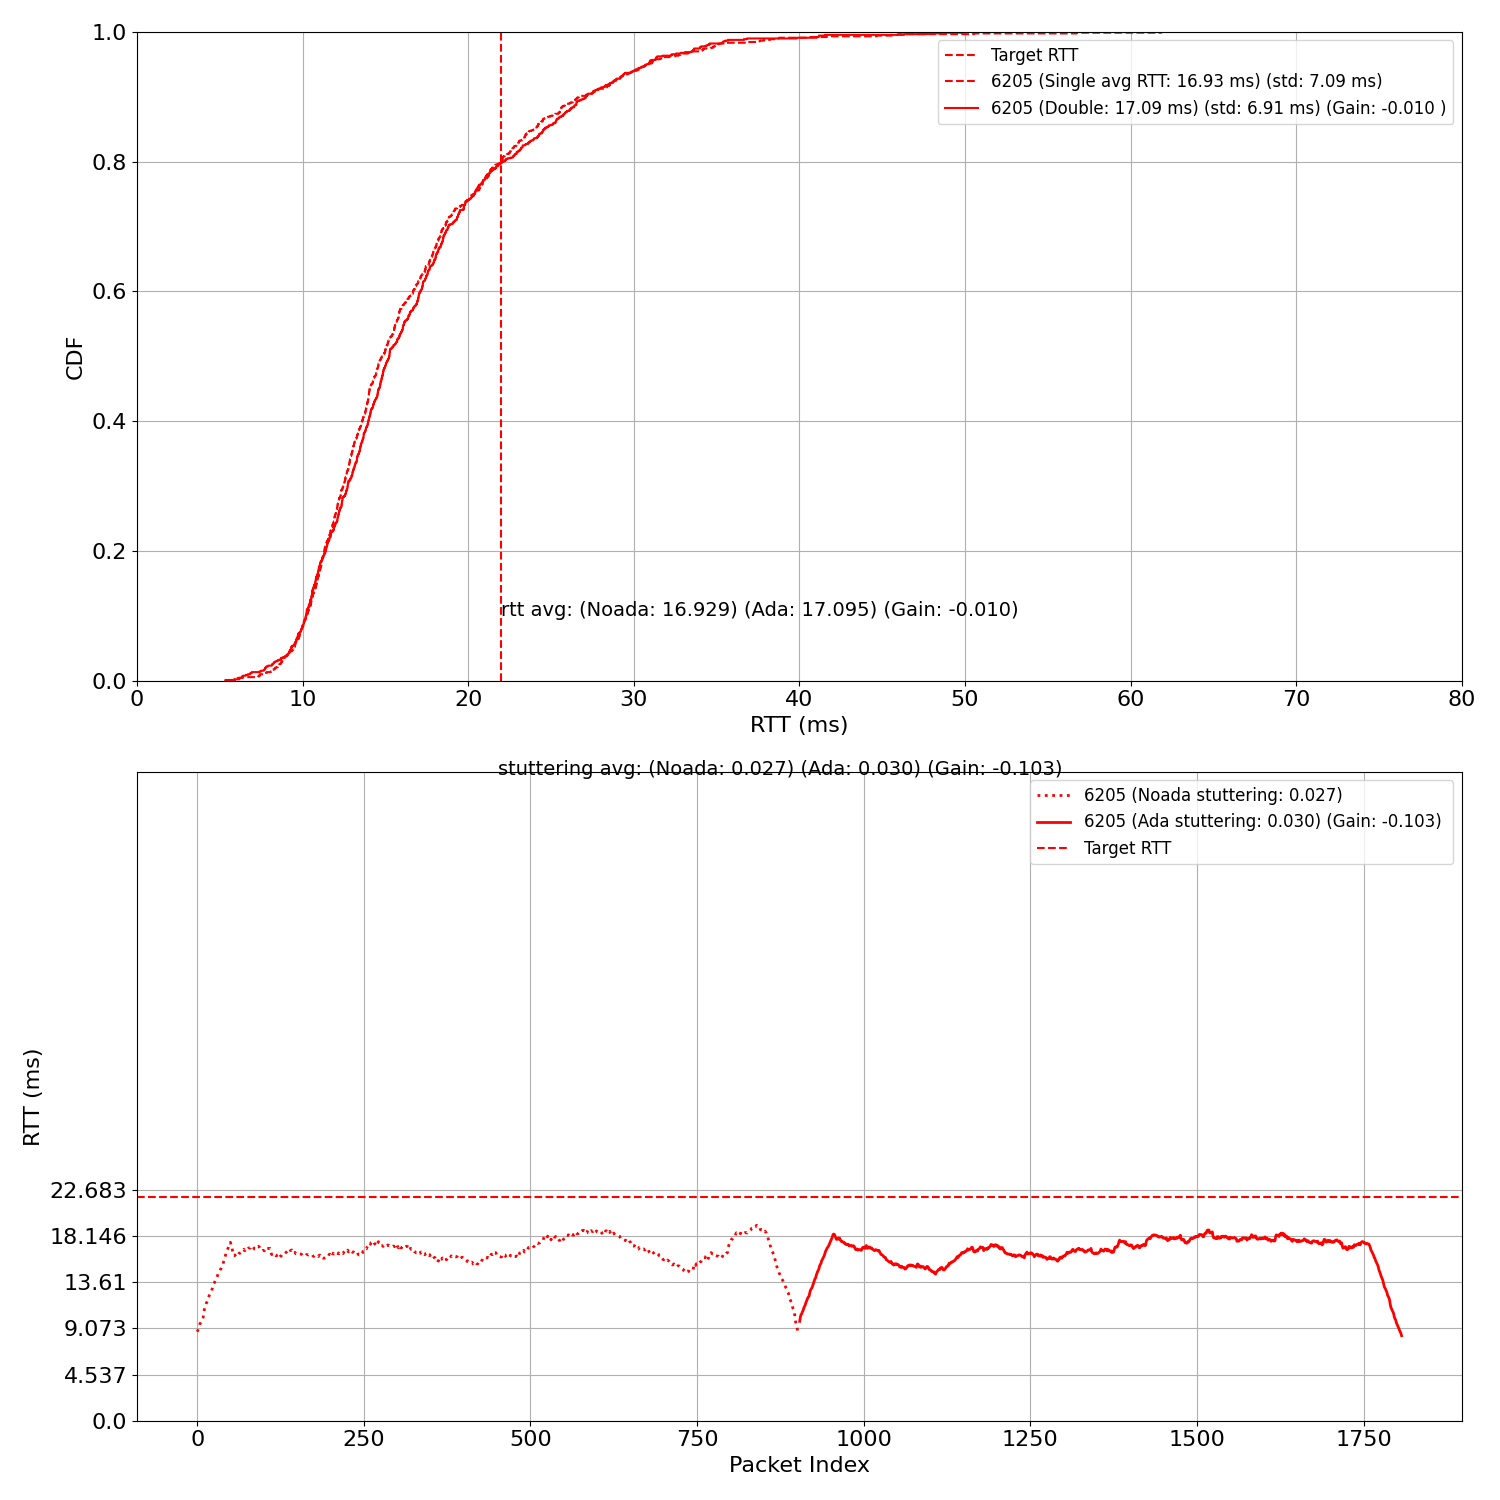 1.0
0.8
0.6
0.4
0.2
0.0
CDF
Target RTT
6205 (Single avg RTT: 16.93 ms) (std: 7.09 ms)
6205 (Double: 17.09 ms) (std: 6.91 ms) (Gain: -0.010 )
rtt avg: (Noada: 16.929) (Ada: 17.095) (Gain: -0.010)
0 10 20 30 40 50 60 70 80
RTT (ms)
stuttering avg: (Noada: 0.027) (Ada: 0.030) (Gain: -0.103)
6205 (Noada stuttering: 0.027)
6205 (Ada stuttering: 0.030) (Gain: -0.103)
Target RTT
RTT (ms)
22.683
18.146
13.61
9.073
4.537
0.0
0 250 500 750 1000 1250 1500 1750
Packet Index